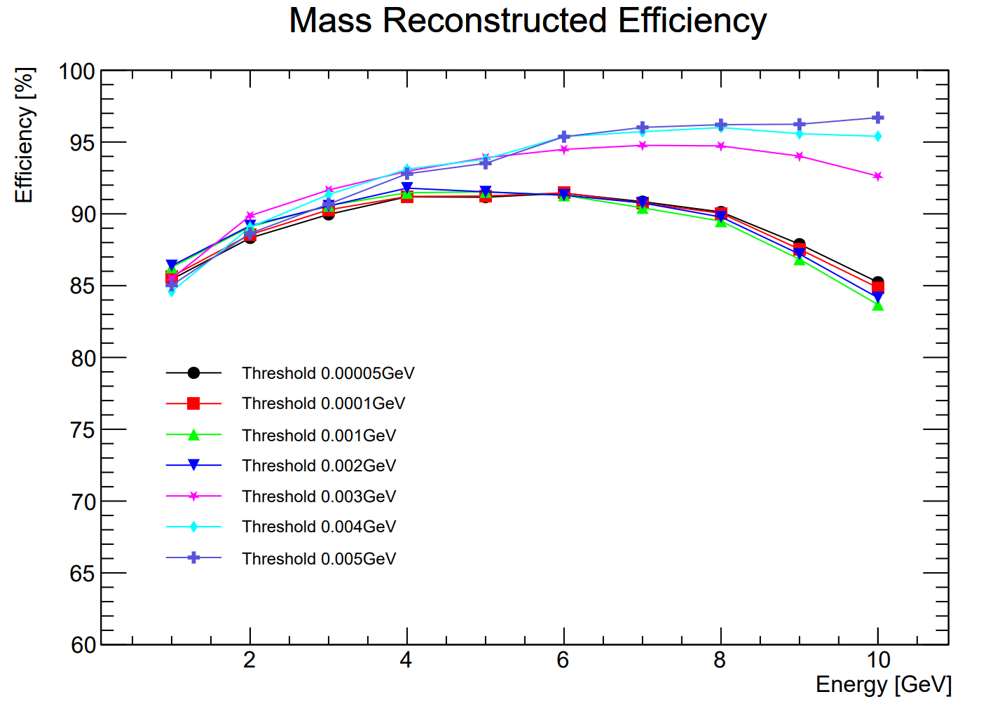 Mass Reconstructed Efficiency
Efficiency [%]
100
95
90
85
80
75
70
65
60
Threshold 0.00005GeV
Threshold 0.0001GeV
Threshold 0.001GeV
Threshold 0.002GeV
Threshold 0.003GeV
Threshold 0.004GeV
Threshold 0.005GeV
2 4 6 8 10
Energy [GeV]